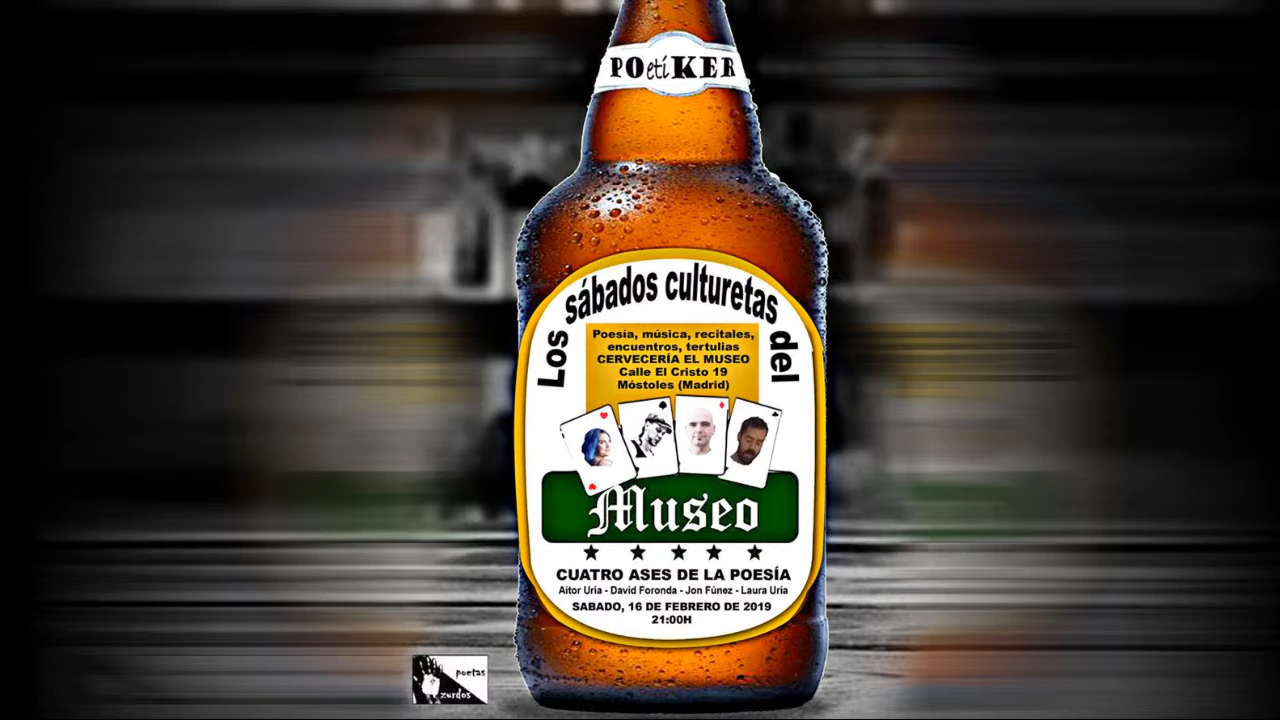 POetíKER
Los sábados culturetas del
Poesía, música, recitales,
encuentros, tertulias
CERVECERÍA EL MUSEO
Calle El Cristo 19
Móstoles (Madrid)
Museo
CUATRO ASES DE LA POESÍA
Aitor Uria - David Foronda - Jon Fúnez - Laura Uría
SABADO, 16 DE FEBRERO DE 2019
21:00H
poetas
zurdos